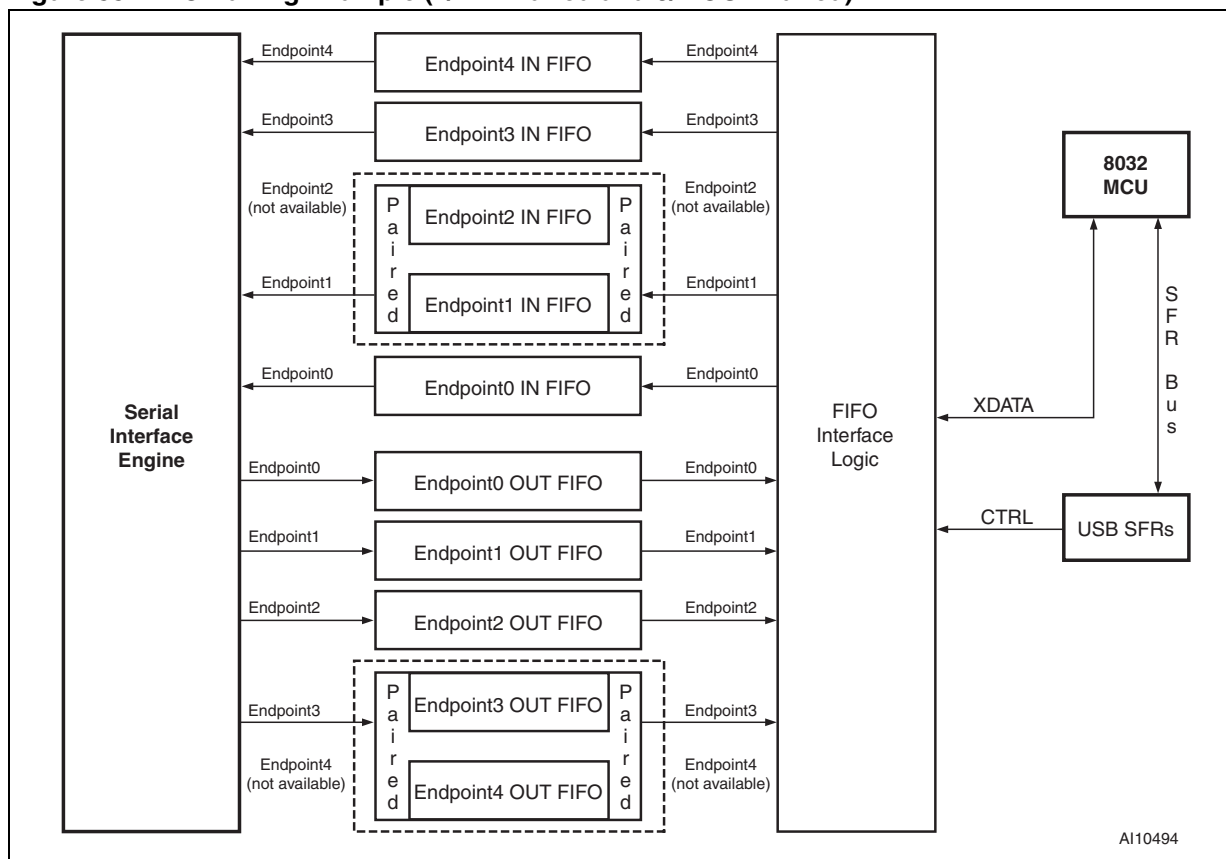 Endpoint4
Endpoint4 IN FIFO
Endpoint4
Endpoint3
Endpoint3 IN FIFO
Endpoint3
Endpoint2
(not available)
Paired
Endpoint2 IN FIFO
Paired
Endpoint2
(not available)
Endpoint1
Endpoint1 IN FIFO
Endpoint1
Endpoint0
Endpoint0 IN FIFO
Endpoint0
Serial
Interface
Engine
FIFO
Interface
Logic
8032
MCU
SFR Bus
XDATA
CTRL
USB SFRs
Endpoint0
Endpoint0 OUT FIFO
Endpoint0
Endpoint1
Endpoint1 OUT FIFO
Endpoint1
Endpoint2
Endpoint2 OUT FIFO
Endpoint2
Endpoint3
Paired
Endpoint3 OUT FIFO
Paired
Endpoint3
Endpoint4
(not available)
Endpoint4 OUT FIFO
Endpoint4
(not available)
AI10494